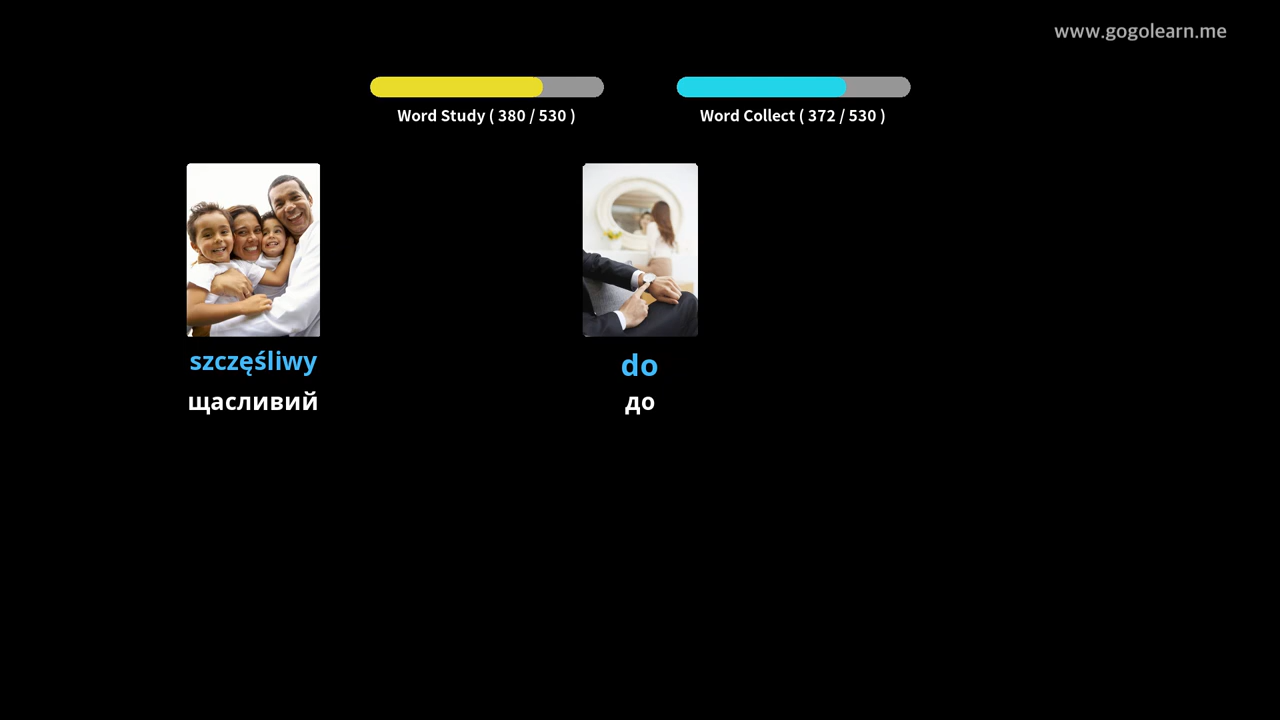 www.gogolearn.me
Word Study ( 380 / 530 )
Word Collect ( 372 / 530 )
szczęśliwy
щасливий
do
до